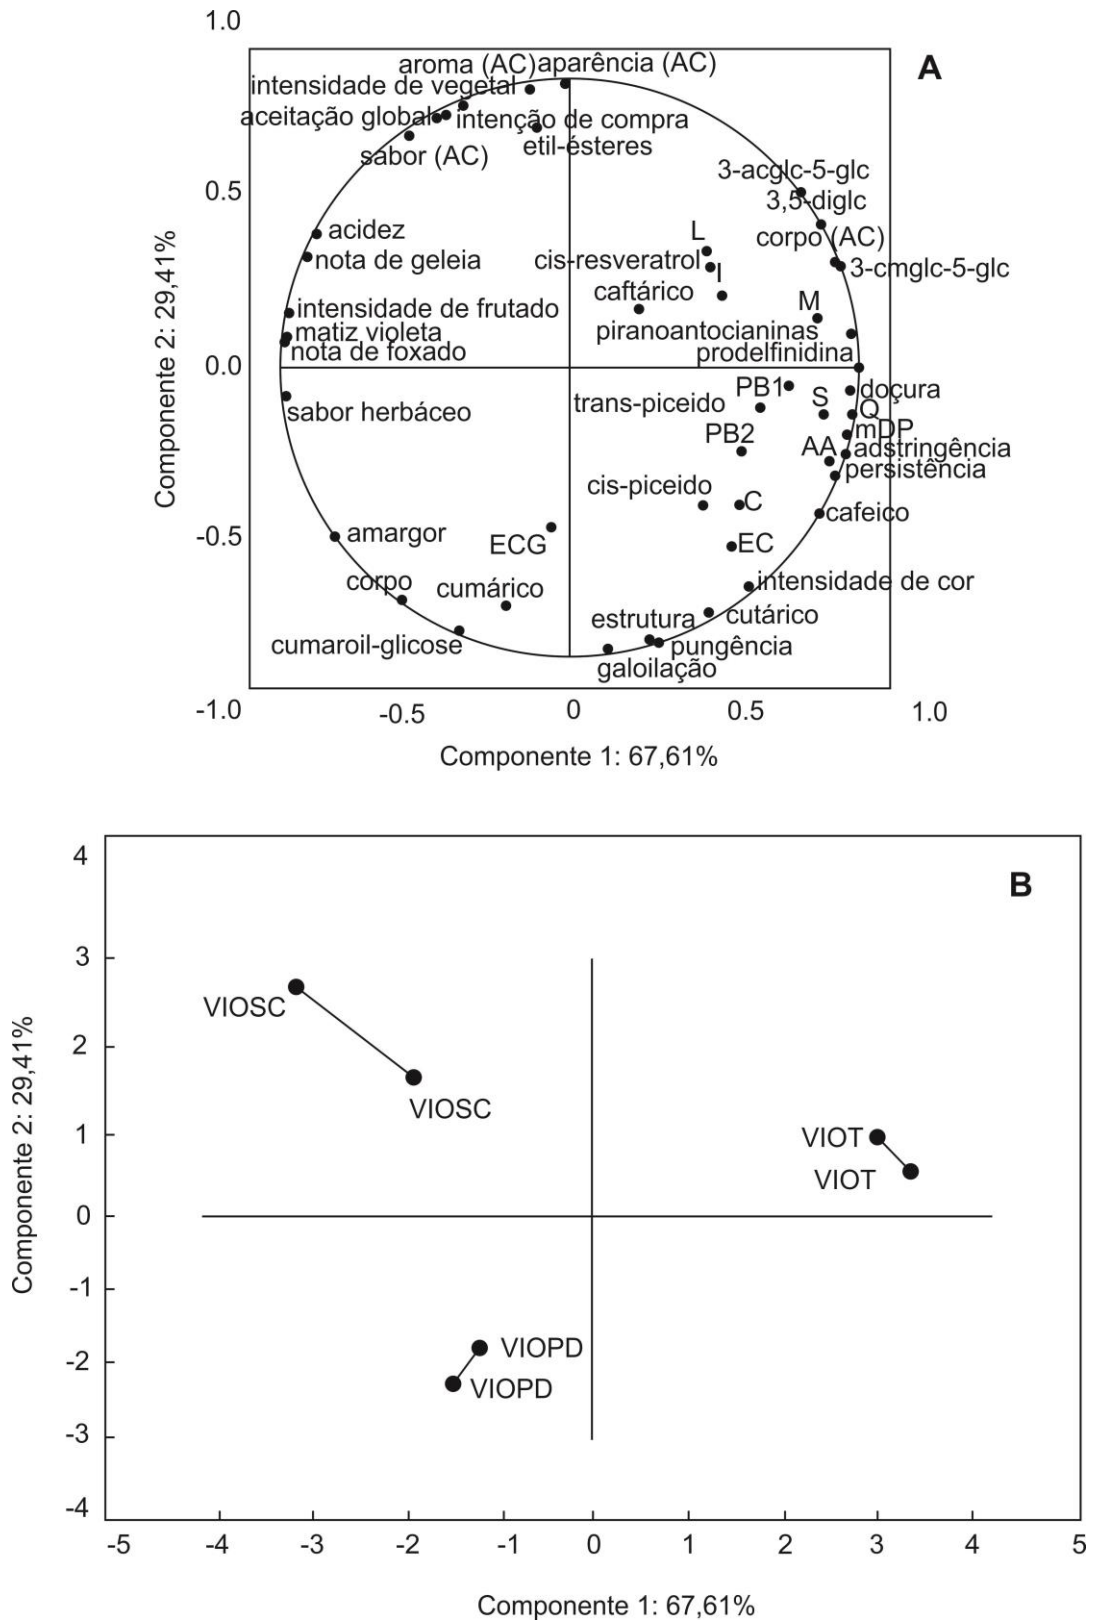 1.0
A
aroma (AC) aparência (AC)
intensidade de vegetal
aceitação global intenção de compra
etil-ésteres
sabor (AC)
3-acglc-5-glc
0.5
3,5-diglc
L
corpo (AC)
acidez
nota de geleia
cis-resveratrol
I
3-cmglc-5-glc
caftárico
M
intensidade de frutado
piranoantocianinas
matiz violeta
nota de foxado
prodelfinidina
0.0
PB1
doçura
sabor herbáceo
trans-piceido
S
Q
PB2
mDP
AA
adstringência
persistência
cis-piceido
C
cafeico
-0.5
amargor
ECG
EC
corpo
cumárico
intensidade de cor
estrutura
cutárico
cumaroil-glicose
pungência
galoilação
-1.0
-0.5
0
0.5
1.0
Componente 2: 29,41%
Componente 1: 67,61%
4
B
3
VIOSC
2
VIOSC
1
VIOT
VIOT
0
-1
VIOPD
-2
VIOPD
-3
-4
-5 -4 -3 -2 -1 0 1 2 3 4 5
Componente 2: 29,41%
Componente 1: 67,61%